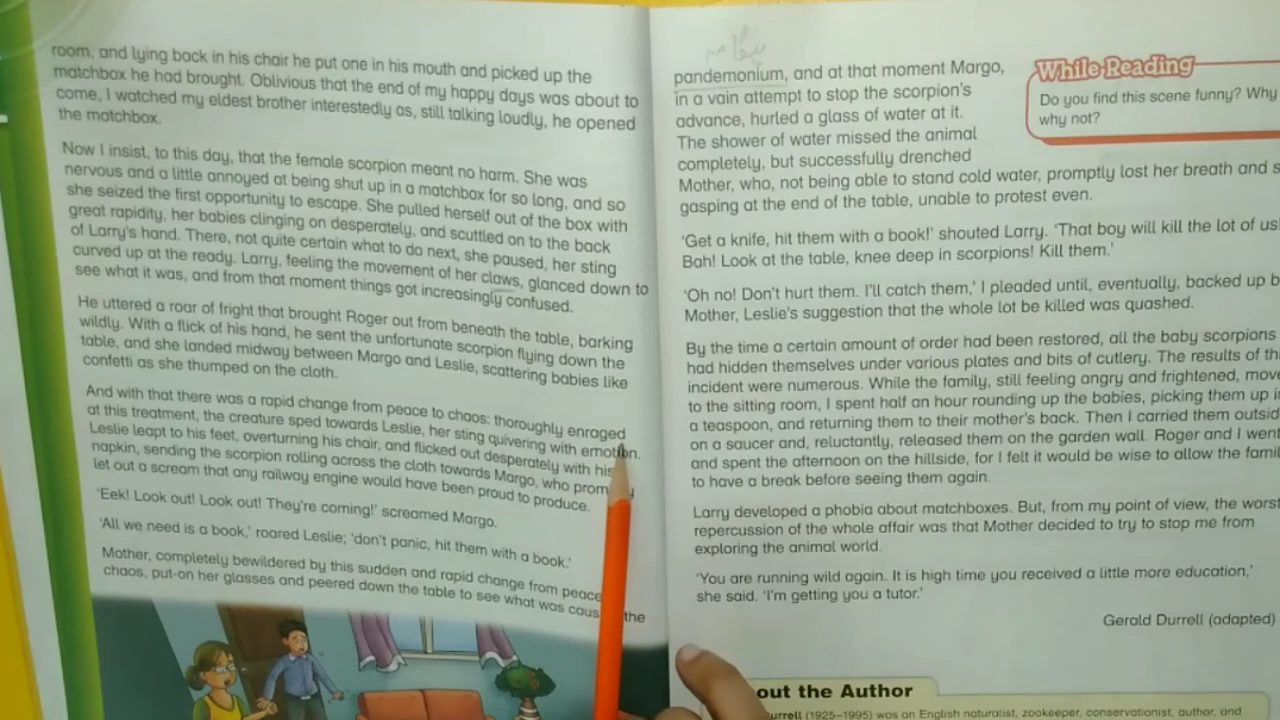 room, and lying back in his chair he put one in his mouth and picked up the
matchbox he had brought. Oblivious that the end of my happy days was about to
come, I watched my eldest brother interestedly as, still talking loudly, he opened
the matchbox.
Now I insist, to this day, that the female scorpion meant no harm. She was
nervous and a little annoyed at being shut up in a matchbox for so long, and so
she seized the first opportunity to escape. She pulled herself out of the box with
great rapidity, her babies clinging on desperately, and scuttled on to the back
of Larry's hand. There, not quite certain what to do next, she paused, her sting
curved up at the ready. Larry, feeling the movement of her claws, glanced down to
see what it was, and from that moment things got increasingly confused.
He uttered a roar of fright that brought Roger out from beneath the table, barking
wildly. With a flick of his hand, he sent the unfortunate scorpion flying down the
table, and she landed midway between Margo and Leslie, scattering babies like
confetti as she thumped on the cloth.
And with that there was a rapid change from peace to chaos: thoroughly enraged
at this treatment, the creature sped towards Leslie, her sting quivering with emotion.
Leslie leapt to his feet, overturning his chair, and flicked out desperately with his
napkin, sending the scorpion rolling across the cloth towards Margo, who
let out a scream that any railway engine would have been proud to produce.
'Eek! Look out! Look out! They're coming!' screamed Margo.
'All we need is a book,' roared Leslie; 'don't panic, hit them with a book.'
Mother, completely bewildered by this sudden and rapid change from peace
chaos, put-on her glasses and peered down the table to see what was the
پیگامہ
pandemonium, and at that moment Margo,
in a vain attempt to stop the scorpion's
advance, hurled a glass of water at it.
The shower of water missed the animal
completely, but successfully drenched
Mother, who, not being able to stand cold water, promptly lost her breath and
gasping at the end of the table, unable to protest even.
While Reading
Do you find this scene funny? Why
why not?
'Get a knife, hit them with a book!' shouted Larry. 'That boy will kill the lot of us
Bah! Look at the table, knee deep in scorpions! Kill them.'
'Oh no! Don't hurt them. I'll catch them,' I pleaded until, eventually, backed up
Mother, Leslie's suggestion that the whole lot be killed was quashed.
By the time a certain amount of order had been restored, all the baby scorpions
had hidden themselves under various plates and bits of cutlery. The results of
incident were numerous. While the family, still feeling angry and frightened,
to the sitting room, I spent half an hour rounding up the babies, picking them up
a teaspoon, and returning them to their mother's back. Then I carried them
on a saucer and, reluctantly, released them on the garden wall. Roger and I went
and spent the afternoon on the hillside, for I felt it would be wise to allow the
to have a break before seeing them again.
Larry developed a phobia about matchboxes. But, from my point of view, the worst
repercussion of the whole affair was that Mother decided to try to stop me from
exploring the animal world.
'You are running wild again. It is high time you received a little more education,'
she said. 'I'm getting you a tutor.'
Gerald Durrell (adapted)
out the Author
urrell (1925–1995) was an English naturalist, zookeeper, conservationist, author, and